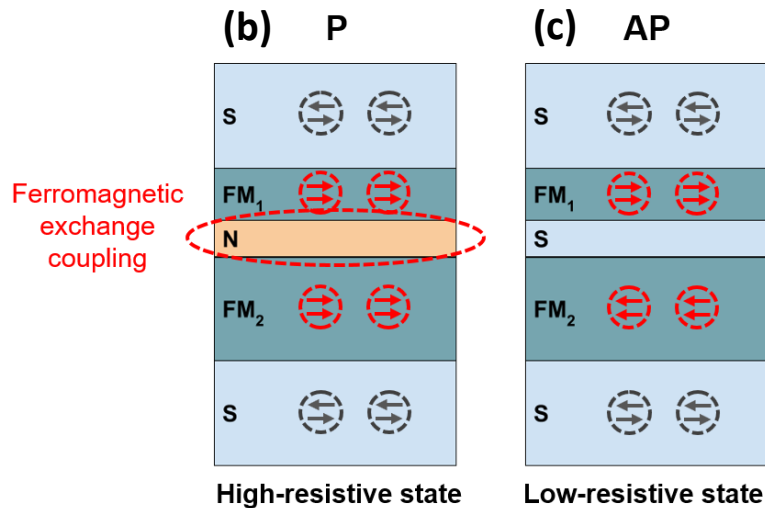 (b) P
(c) AP
S
FM₁
N
FM₂
S
Ferromagnetic
exchange
coupling
S
FM₁
S
FM₂
S
High-resistive state
Low-resistive state